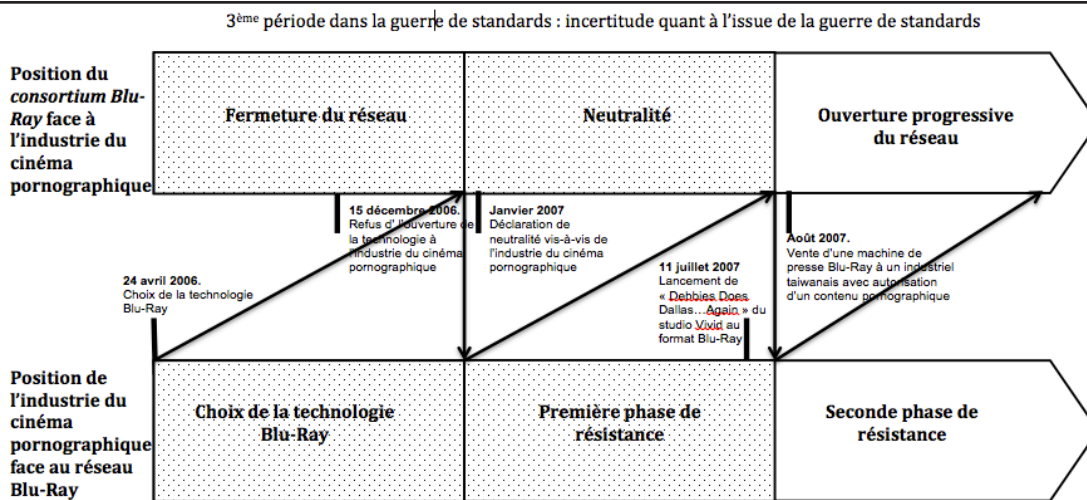 3ème période dans la guerre de standards : incertitude quant à l'issue de la guerre de standards
Position du
consortium Blu-
Ray face à
l'industrie du
cinéma
pornographique
Fermeture du réseau
Neutralité
Ouverture progressive
du réseau
15 décembre 2006.
Refus d' l'ouverture de
la technologie à
l'industrie du cinéma
pornographique
Janvier 2007
Déclaration de
neutralité vis-à-vis de
l'industrie du cinéma
pornographique
Août 2007.
Vente d'une machine de
presse Blu-Ray à un industriel
taiwanais avec autorisation
d'un contenu pornographique
24 avril 2006.
Choix de la technologie
Blu-Ray
11 juillet 2007
Lancement de
« Debbies Does
Dallas…Again » du
studio Vivid au
format Blu-Ray
Position de
l'industrie du
cinéma
pornographique
face au réseau
Blu-Ray
Choix de la technologie
Blu-Ray
Première phase de
résistance
Seconde phase de
résistance